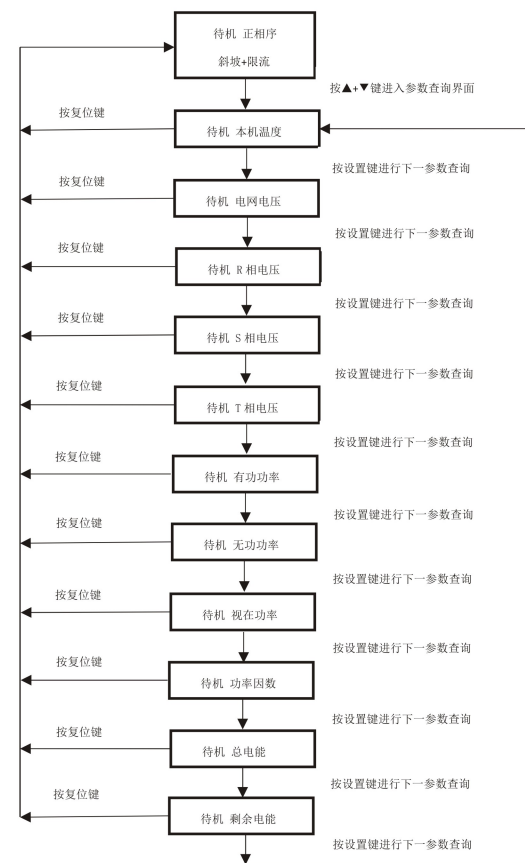 待机 正相序
斜坡+限流
按▲+▼键进入参数查询界面
按复位键
待机 本机温度
按设置键进行下一参数查询
按复位键
待机 电网电压
按设置键进行下一参数查询
按复位键
待机 R相电压
按设置键进行下一参数查询
按复位键
待机 S相电压
按设置键进行下一参数查询
按复位键
待机 T相电压
按设置键进行下一参数查询
按复位键
待机 有功功率
按设置键进行下一参数查询
按复位键
待机 无功功率
按设置键进行下一参数查询
按复位键
待机 视在功率
按设置键进行下一参数查询
按复位键
待机 功率因数
按设置键进行下一参数查询
按复位键
待机 总电能
按设置键进行下一参数查询
按复位键
待机 剩余电能
按设置键进行下一参数查询